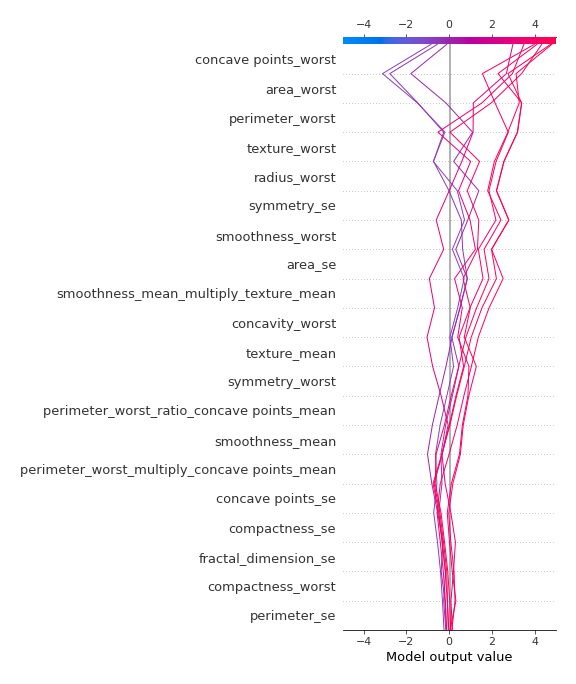 −4 −2 0 2 4
concave points_worst
area_worst
perimeter_worst
texture_worst
radius_worst
symmetry_se
smoothness_worst
area_se
smoothness_mean_multiply_texture_mean
concavity_worst
texture_mean
symmetry_worst
perimeter_worst_ratio_concave points_mean
smoothness_mean
perimeter_worst_multiply_concave points_mean
concave points_se
compactness_se
fractal_dimension_se
compactness_worst
perimeter_se
−4 −2 0 2 4
Model output value